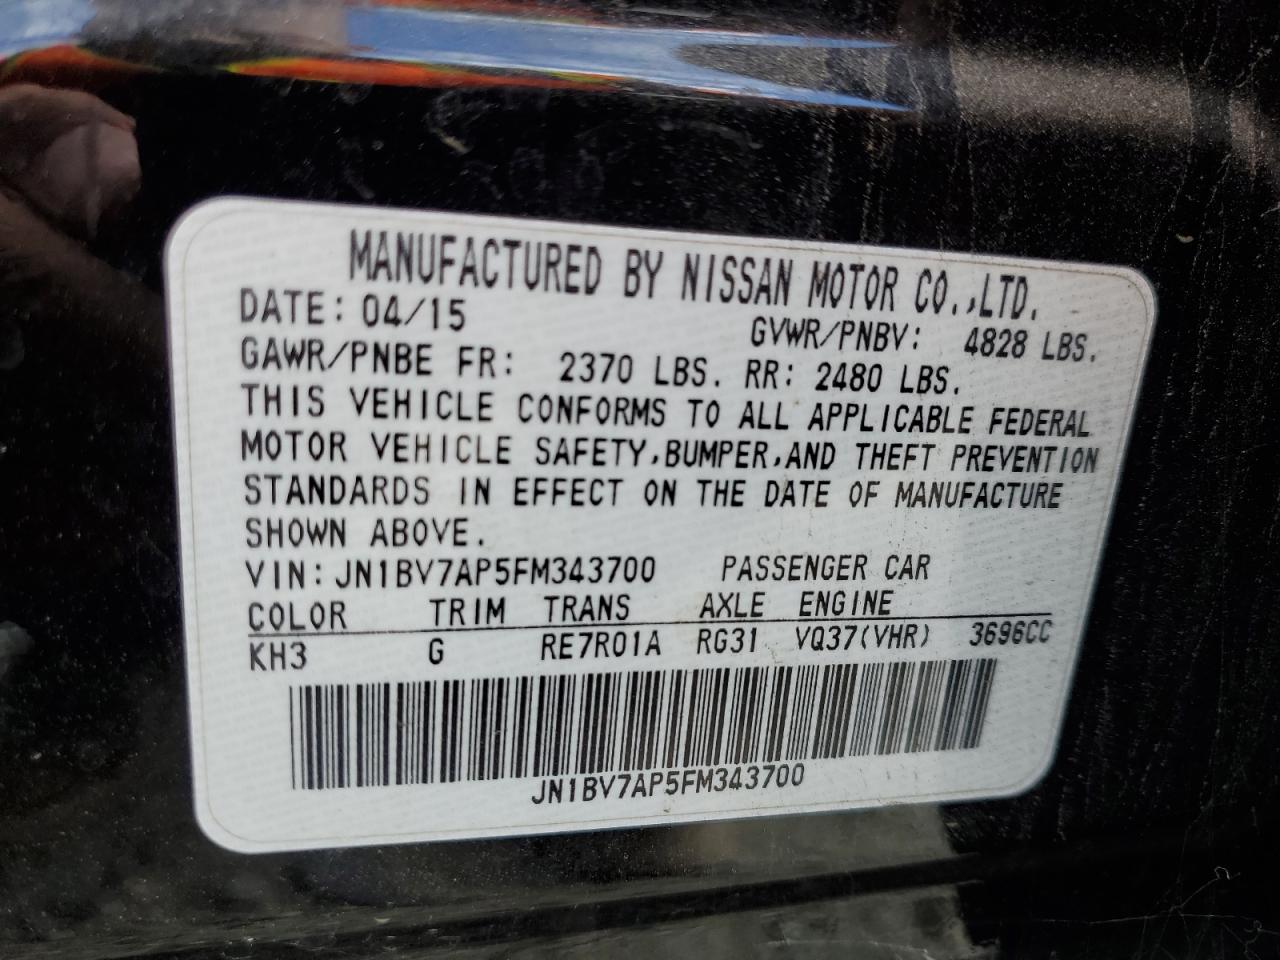 MANUFACTURED BY NISSAN MOTOR CO.,LTD.
DATE: 04/15 GVWR/PNBV: 4828 LBS.
GAWR/PNBE FR: 2370 LBS. RR: 2480 LBS.
THIS VEHICLE CONFORMS TO ALL APPLICABLE FEDERAL
MOTOR VEHICLE SAFETY,BUMPER,AND THEFT PREVENTION
STANDARDS IN EFFECT ON THE DATE OF MANUFACTURE
SHOWN ABOVE.
VIN: JN1BV7AP5FM343700 PASSENGER CAR
COLOR TRIM TRANS AXLE ENGINE
KH3 G RE7R01A RG31 VQ37(VHR) 3696CC
JN1BV7AP5FM343700